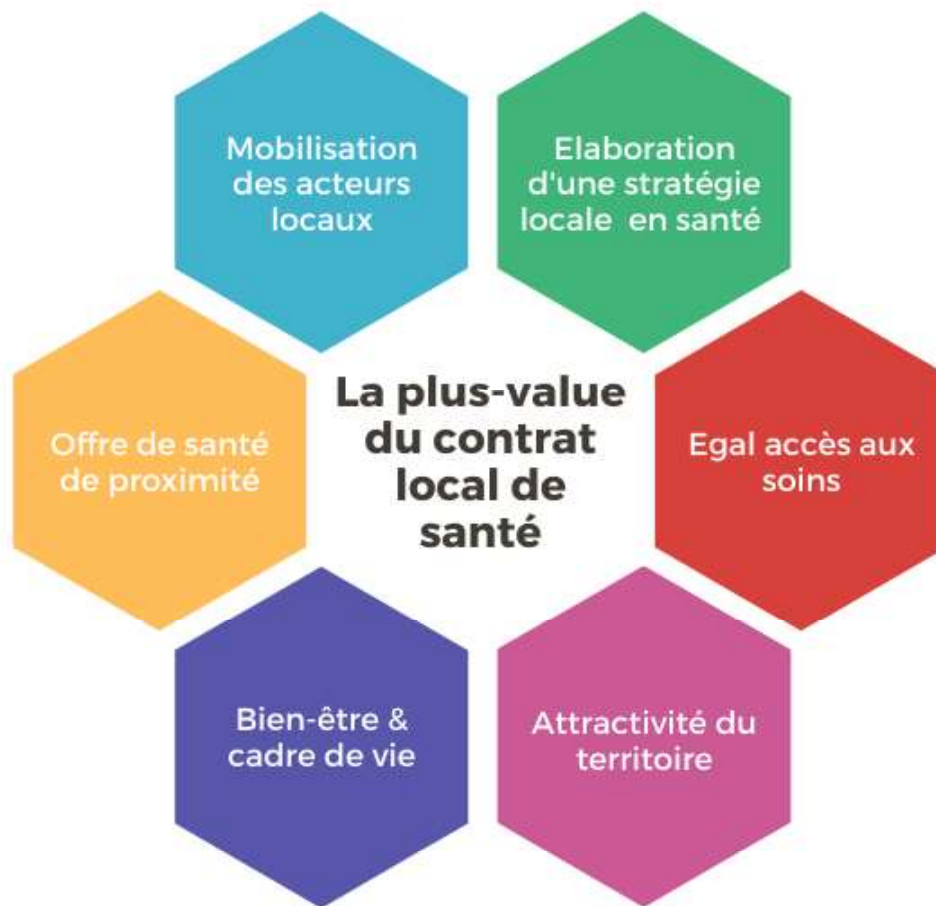 Mobilisation
des acteurs
locaux
Elaboration
d'une stratégie
locale en santé
Offre de santé
de proximité
La plus-value
du contrat
local de
santé
Egal accès aux
soins
Bien-être &
cadre de vie
Attractivité du
territoire